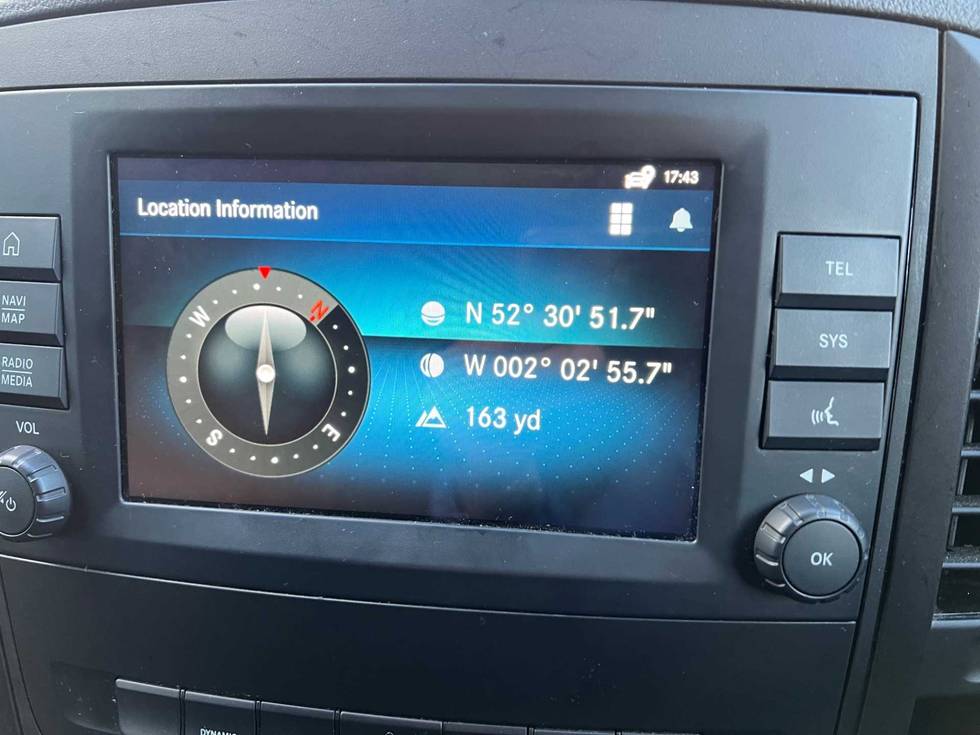 17:43
Location Information
N
W
E
S
N 52° 30' 51.7"
W 002° 02' 55.7"
163 yd
NAVI
MAP
RADIO
MEDIA
VOL
TEL
SYS
OK
DYNAMIC